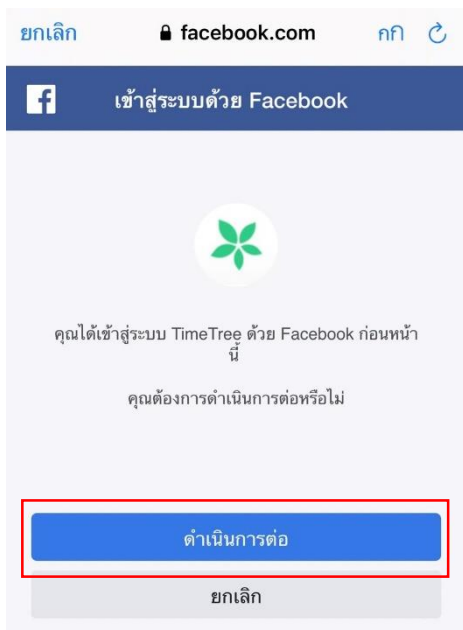 ยกเลิก facebook.com กกิ
เข้าสู่ระบบด้วย Facebook
คุณได้เข้าสู่ระบบ TimeTree ด้วย Facebook ก่อนหน้า
นี้
คุณต้องการดำเนินการต่อหรือไม่
ดำเนินการต่อ
ยกเลิก